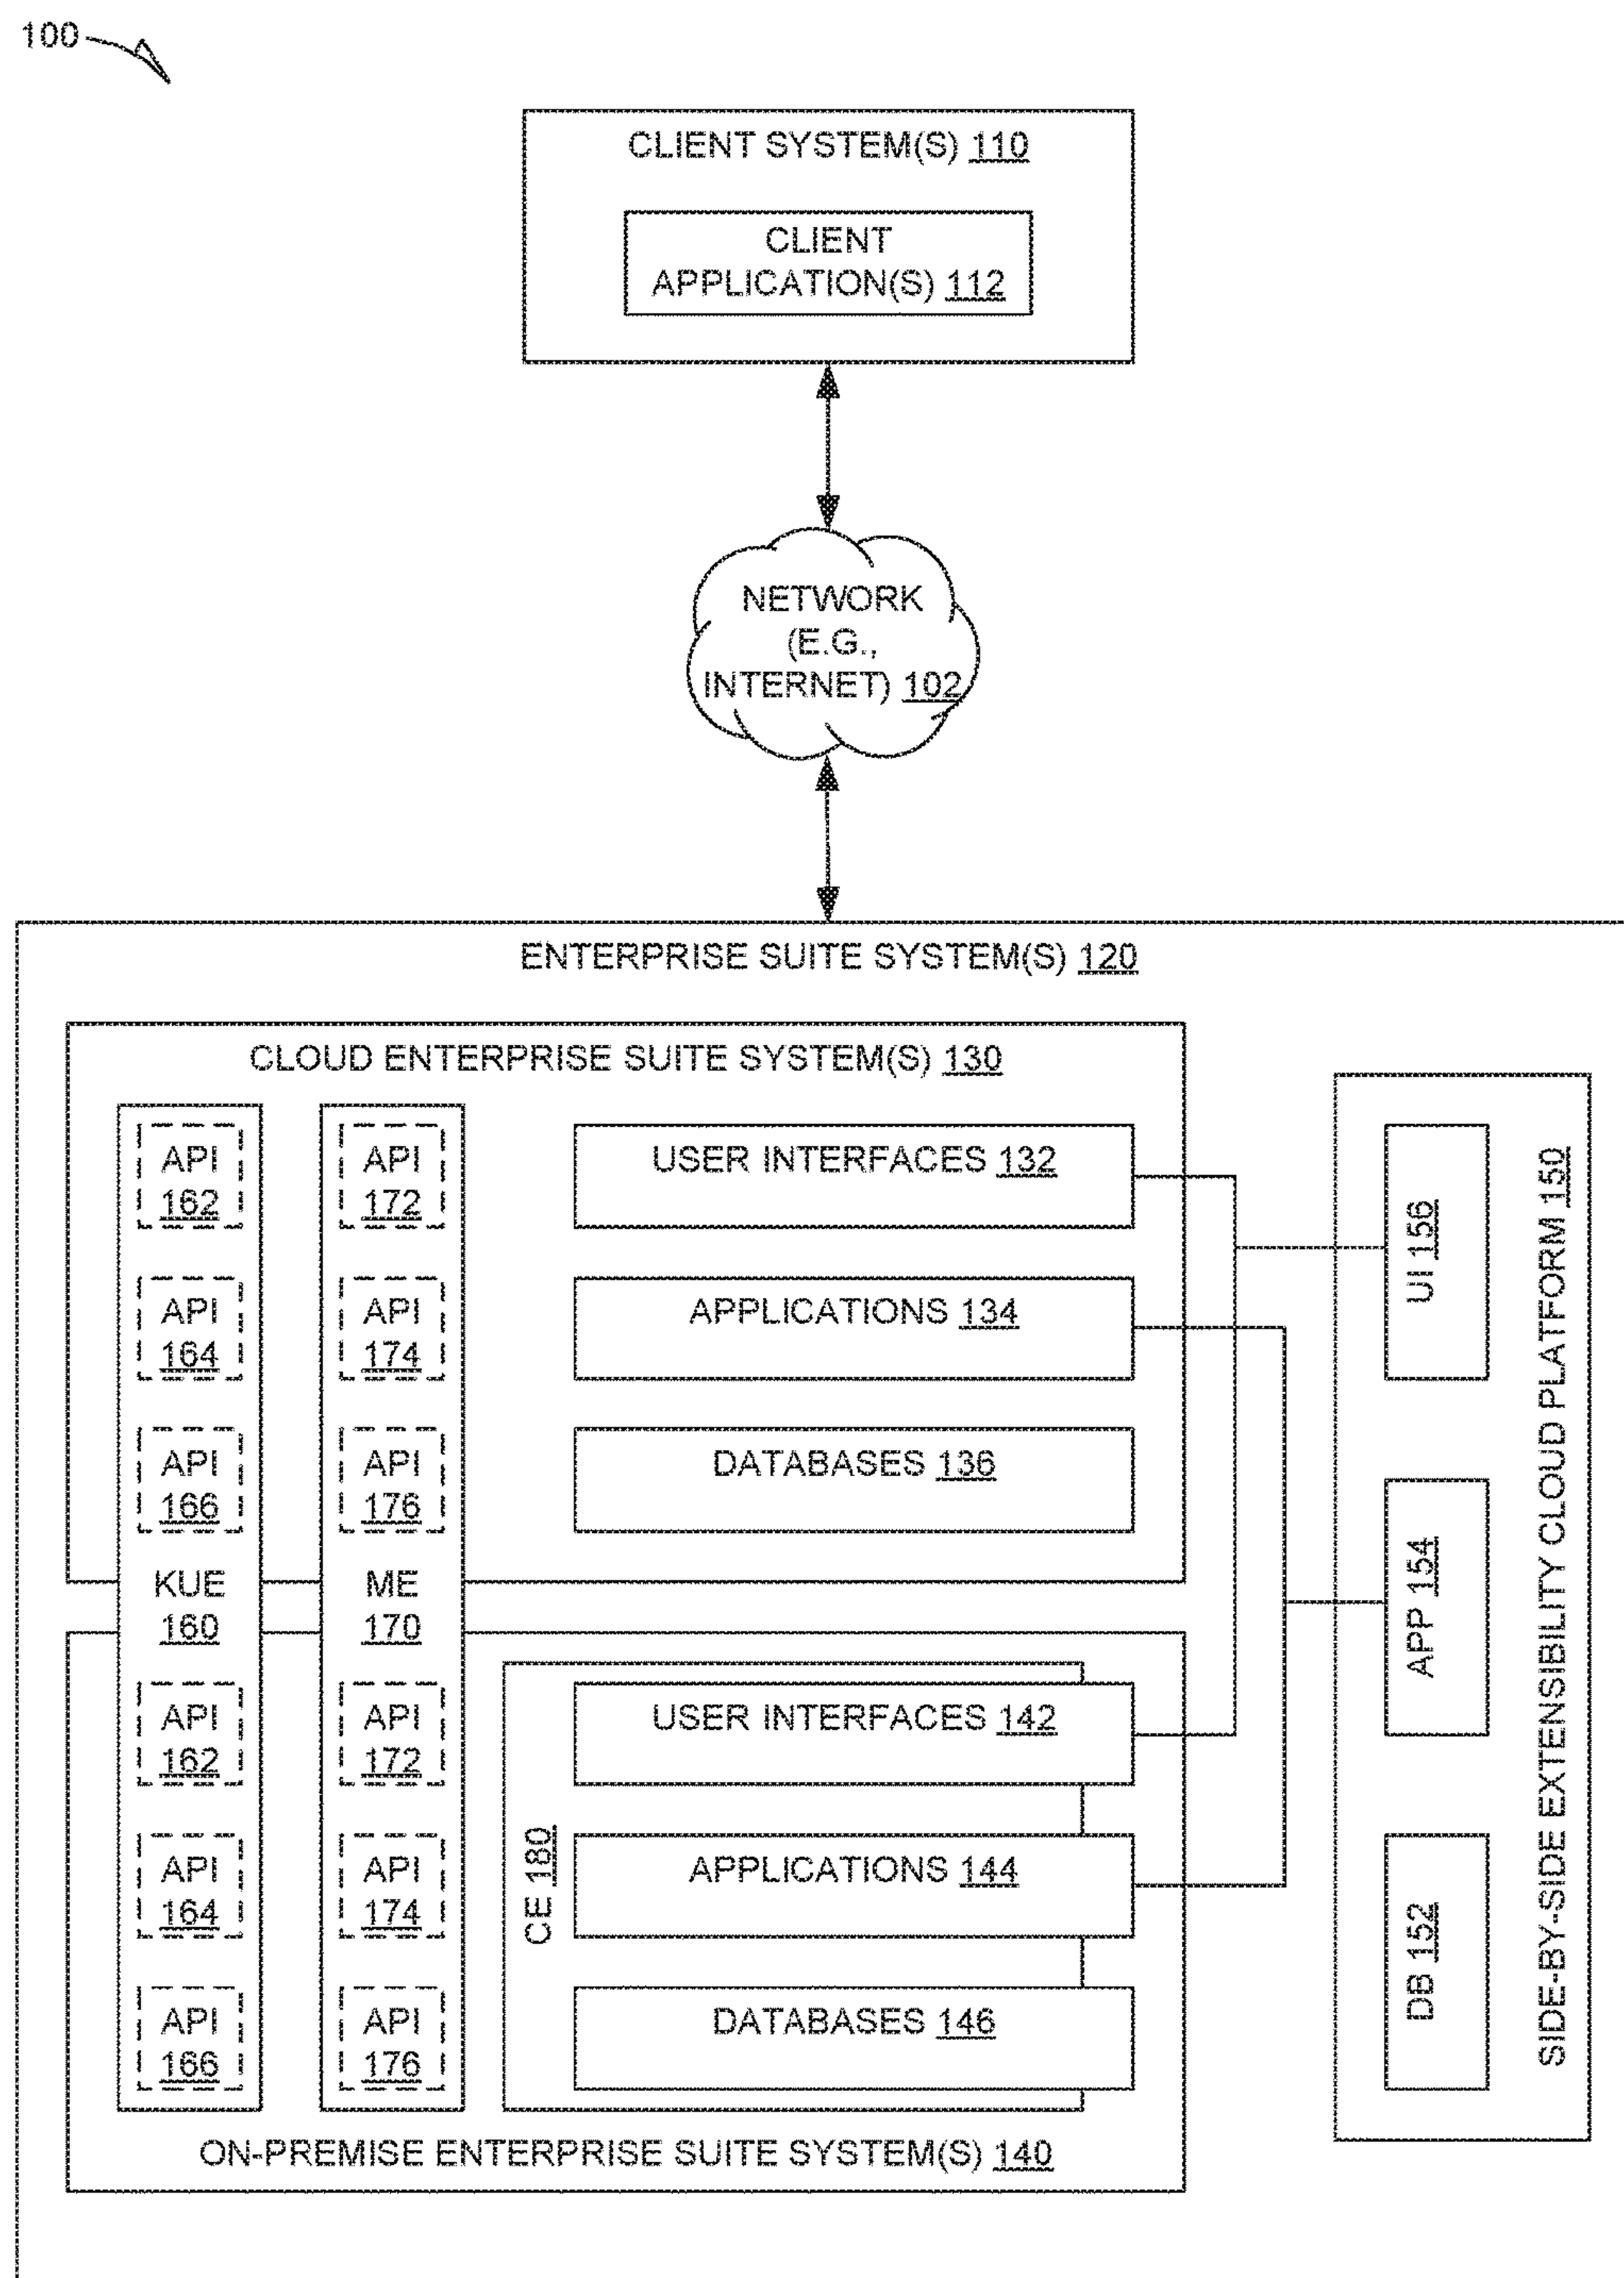 100
CLIENT SYSTEM(S) 110
CLIENT
APPLICATION(S) 112
NETWORK
(E.G.,
INTERNET) 102
ENTERPRISE SUITE SYSTEM(S) 120
CLOUD ENTERPRISE SUITE SYSTEM(S) 130
API
162
API
164
API
166
KUE
160
API
162
API
164
API
166
API
172
API
174
API
176
ME
170
API
172
API
174
API
176
USER INTERFACES 132
APPLICATIONS 134
DATABASES 136
CE 180
USER INTERFACES 142
APPLICATIONS 144
DATABASES 146
ON-PREMISE ENTERPRISE SUITE SYSTEM(S) 140
UI 156
APP 154
DB 152
SIDE-BY-SIDE EXTENSIBILITY CLOUD PLATFORM 150